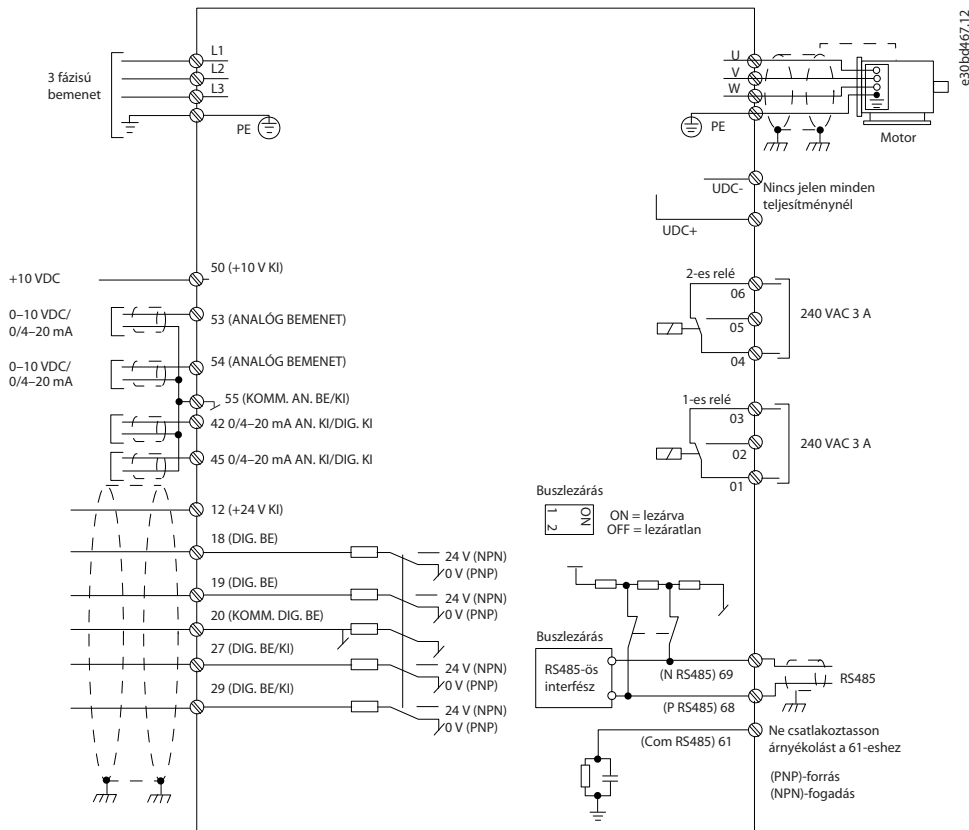 e30bd467.12
3 fázisú
bemenet
L1
L2
L3
PE
U
V
W
PE
Motor
UDC-
Nincs jelen minden
teljesítménynél
UDC+
+10 VDC
50 (+10 V KI)
0–10 VDC/
0/4–20 mA
53 (ANALÓG BEMENET)
0–10 VDC/
0/4–20 mA
54 (ANALÓG BEMENET)
55 (KOMM. AN. BE/KI)
42 0/4–20 mA AN. KI/DIG. KI
45 0/4–20 mA AN. KI/DIG. KI
12 (+24 V KI)
18 (DIG. BE)
24 V (NPN)
0 V (PNP)
19 (DIG. BE)
24 V (NPN)
0 V (PNP)
20 (KOMM. DIG. BE)
27 (DIG. BE/KI)
24 V (NPN)
0 V (PNP)
29 (DIG. BE/KI)
24 V (NPN)
0 V (PNP)
2-es relé
06
05
04
240 VAC 3 A
1-es relé
03
02
01
240 VAC 3 A
Buszlezárás
1
2
ON
ON = lezárva
OFF = lezáratlan
Buszlezárás
RS485-ös
interfész
(N RS485) 69
RS485
(P RS485) 68
(Com RS485) 61
Ne csatlakoztasson
árnyékolást a 61-eshez
(PNP)-forrás
(NPN)-fogadás